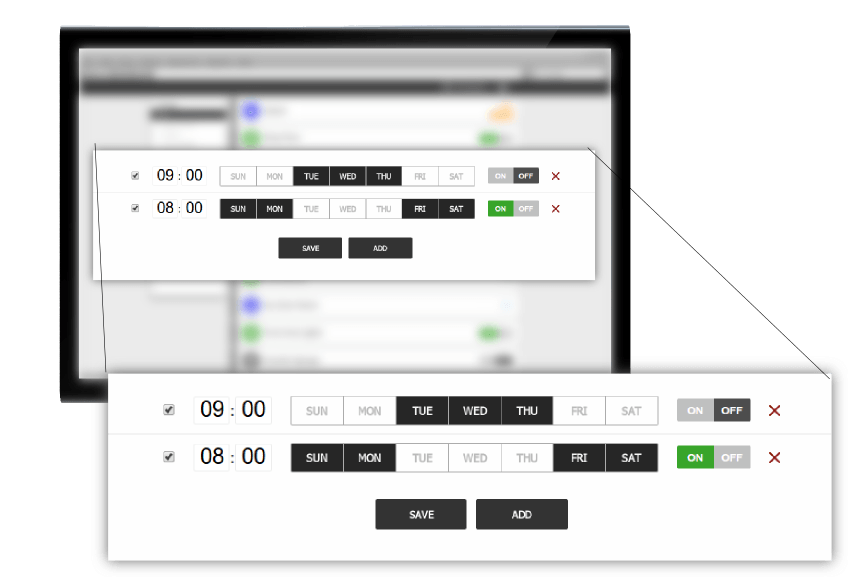 09 : 00 SUN MON TUE WED THU FRI SAT ON OFF
08 : 00 SUN MON TUE WED THU FRI SAT ON OFF
SAVE ADD
09 : 00 SUN MON TUE WED THU FRI SAT ON OFF
08 : 00 SUN MON TUE WED THU FRI SAT ON OFF
SAVE ADD